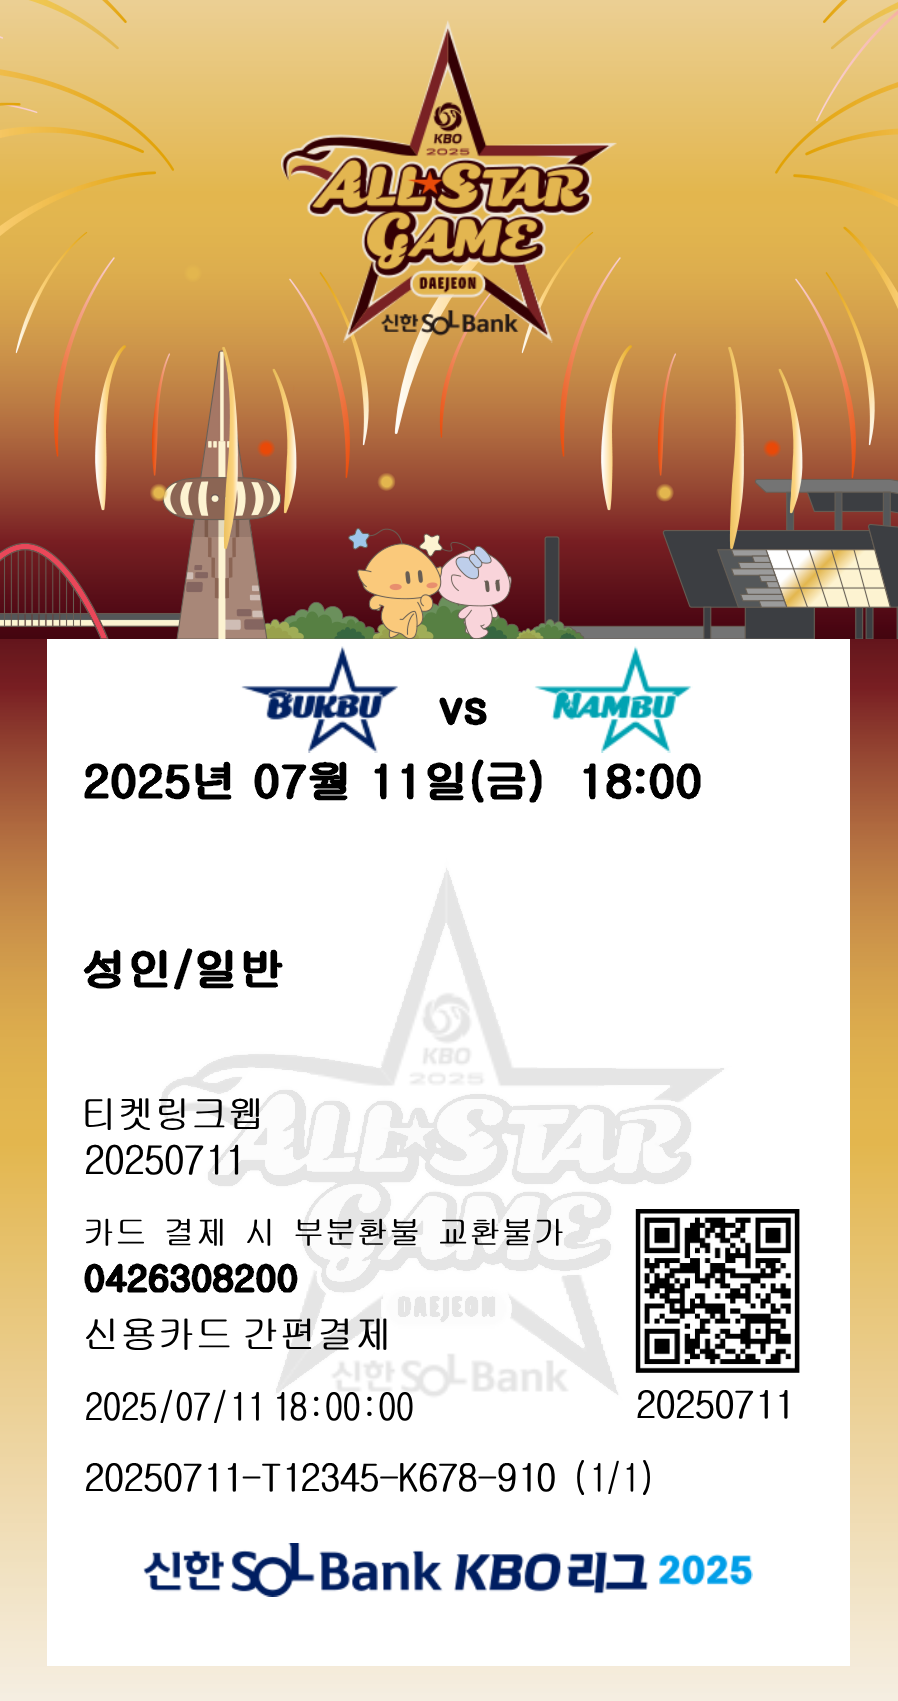 KBO
2025
ALL★STAR
GAME
DAEJEON
신한 SOL Bank
BUKBU vs NAMBU
2025년 07월 11일(금) 18:00
성인/일반
KBO
2025
티켓링크웹
ALL★STAR
20250711
GAME
카드 결제 시 부분환불 교환불가
0426308200
DAEJEON
신용카드 간편결제
신한 SOL Bank
2025/07/11 18:00:00
20250711
20250711-T12345-K678-910 (1/1)
신한 SOL Bank KBO 리그 2025